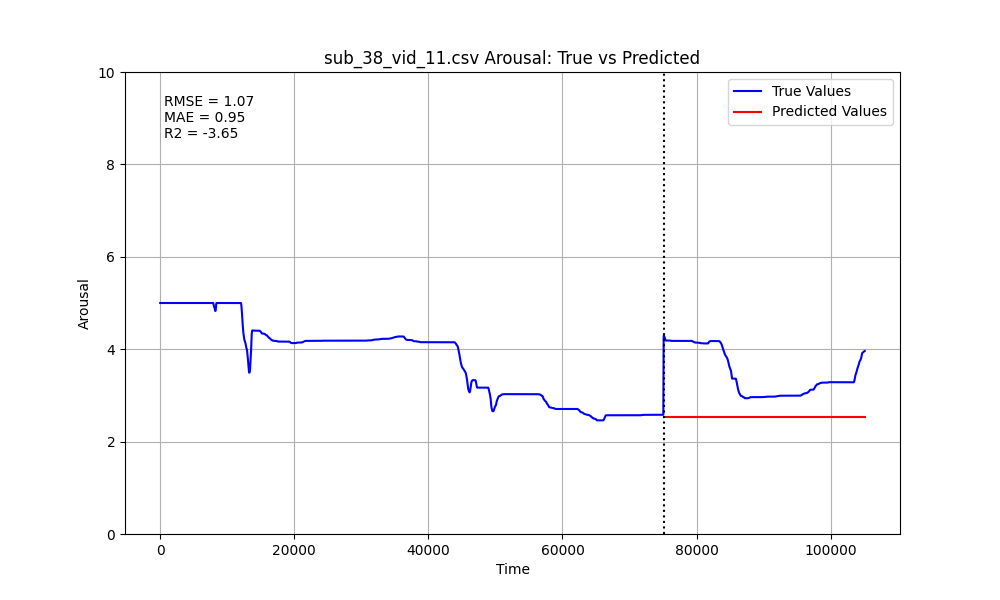 sub_38_vid_11.csv Arousal: True vs Predicted
RMSE = 1.07
MAE = 0.95
R2 = -3.65
True Values
Predicted Values
10
8
6
4
2
0
Arousal
0
20000
40000
60000
80000
100000
Time